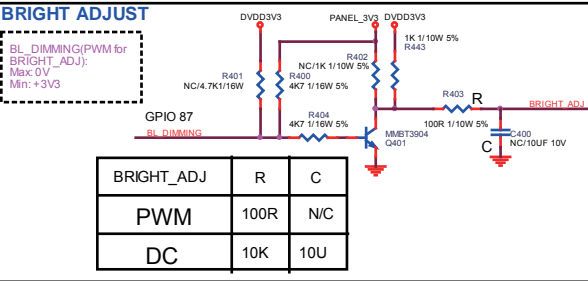 BRIGHT ADJUST
BL_DIMMING(PWM for
BRIGHT_ADJ):
Max: 0V
Min: +3V3
DVDD3V3
PANEL_3V3
DVDD3V3
1K 1/10W 5%
R443
R402
NC/1K 1/10W 5%
R401
NC/4.7K1/16W
R400
4K7 1/16W 5%
R403
R
100R 1/10W 5%
BRIGHT_ADJ
GPIO 87
BL_DIMMING
R404
4K7 1/16W 5%
MMBT3904
Q401
C
C400
NC/10UF 10V
BRIGHT_ADJ R C
PWM 100R N/C
DC 10K 10U